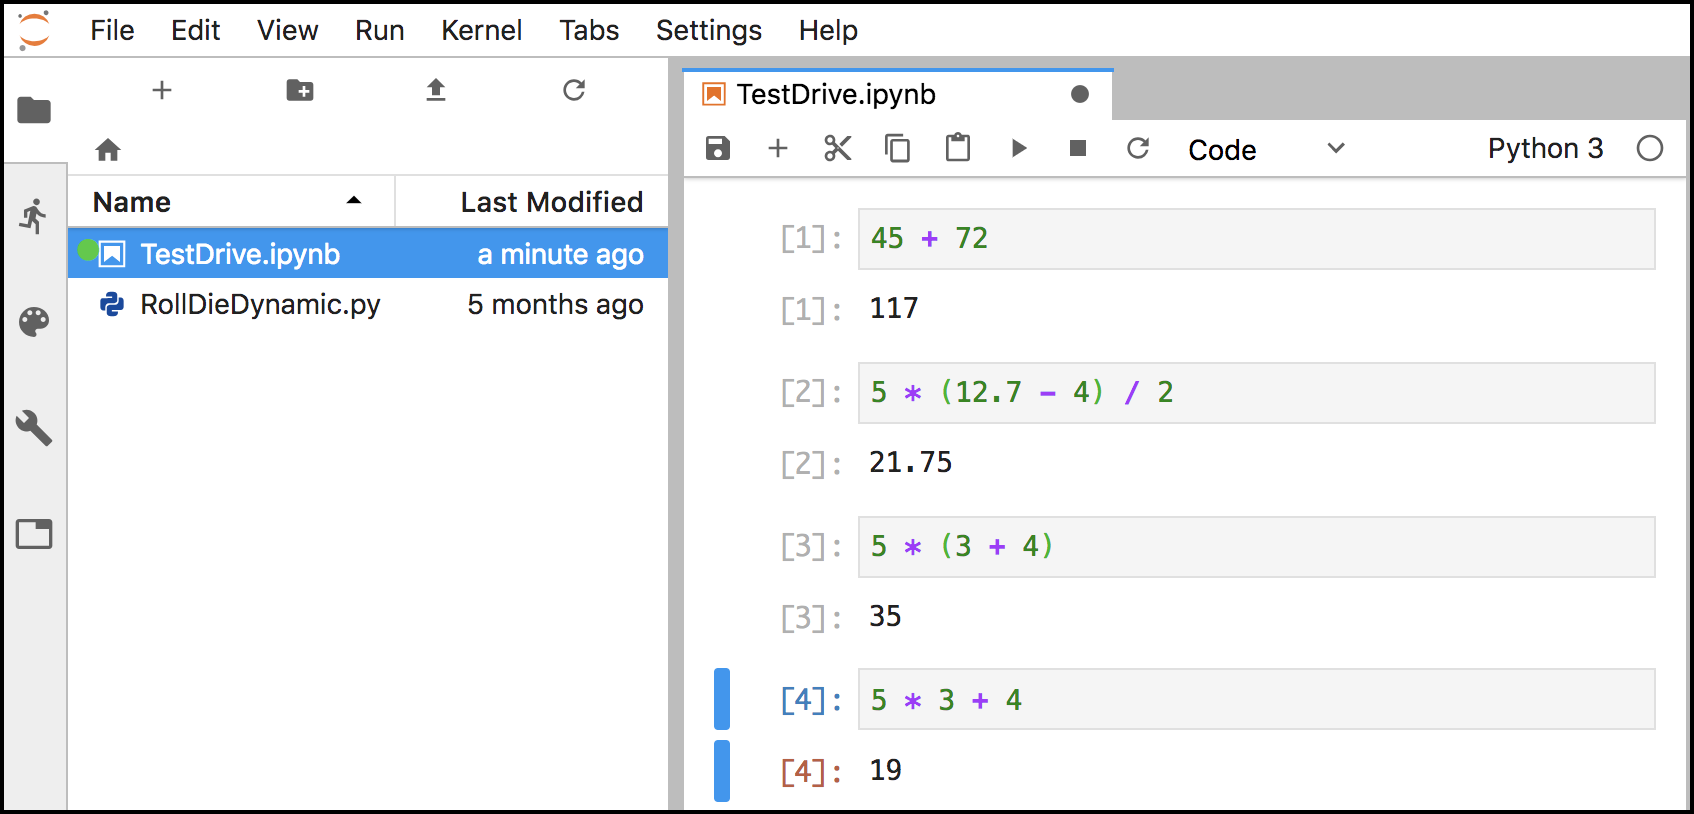 File Edit View Run Kernel Tabs Settings Help
Name Last Modified
TestDrive.ipynb a minute ago
RollDieDynamic.py 5 months ago
TestDrive.ipynb
Code Python 3
[1]: 45 + 72
[1]: 117
[2]: 5 * (12.7 - 4) / 2
[2]: 21.75
[3]: 5 * (3 + 4)
[3]: 35
[4]: 5 * 3 + 4
[4]: 19